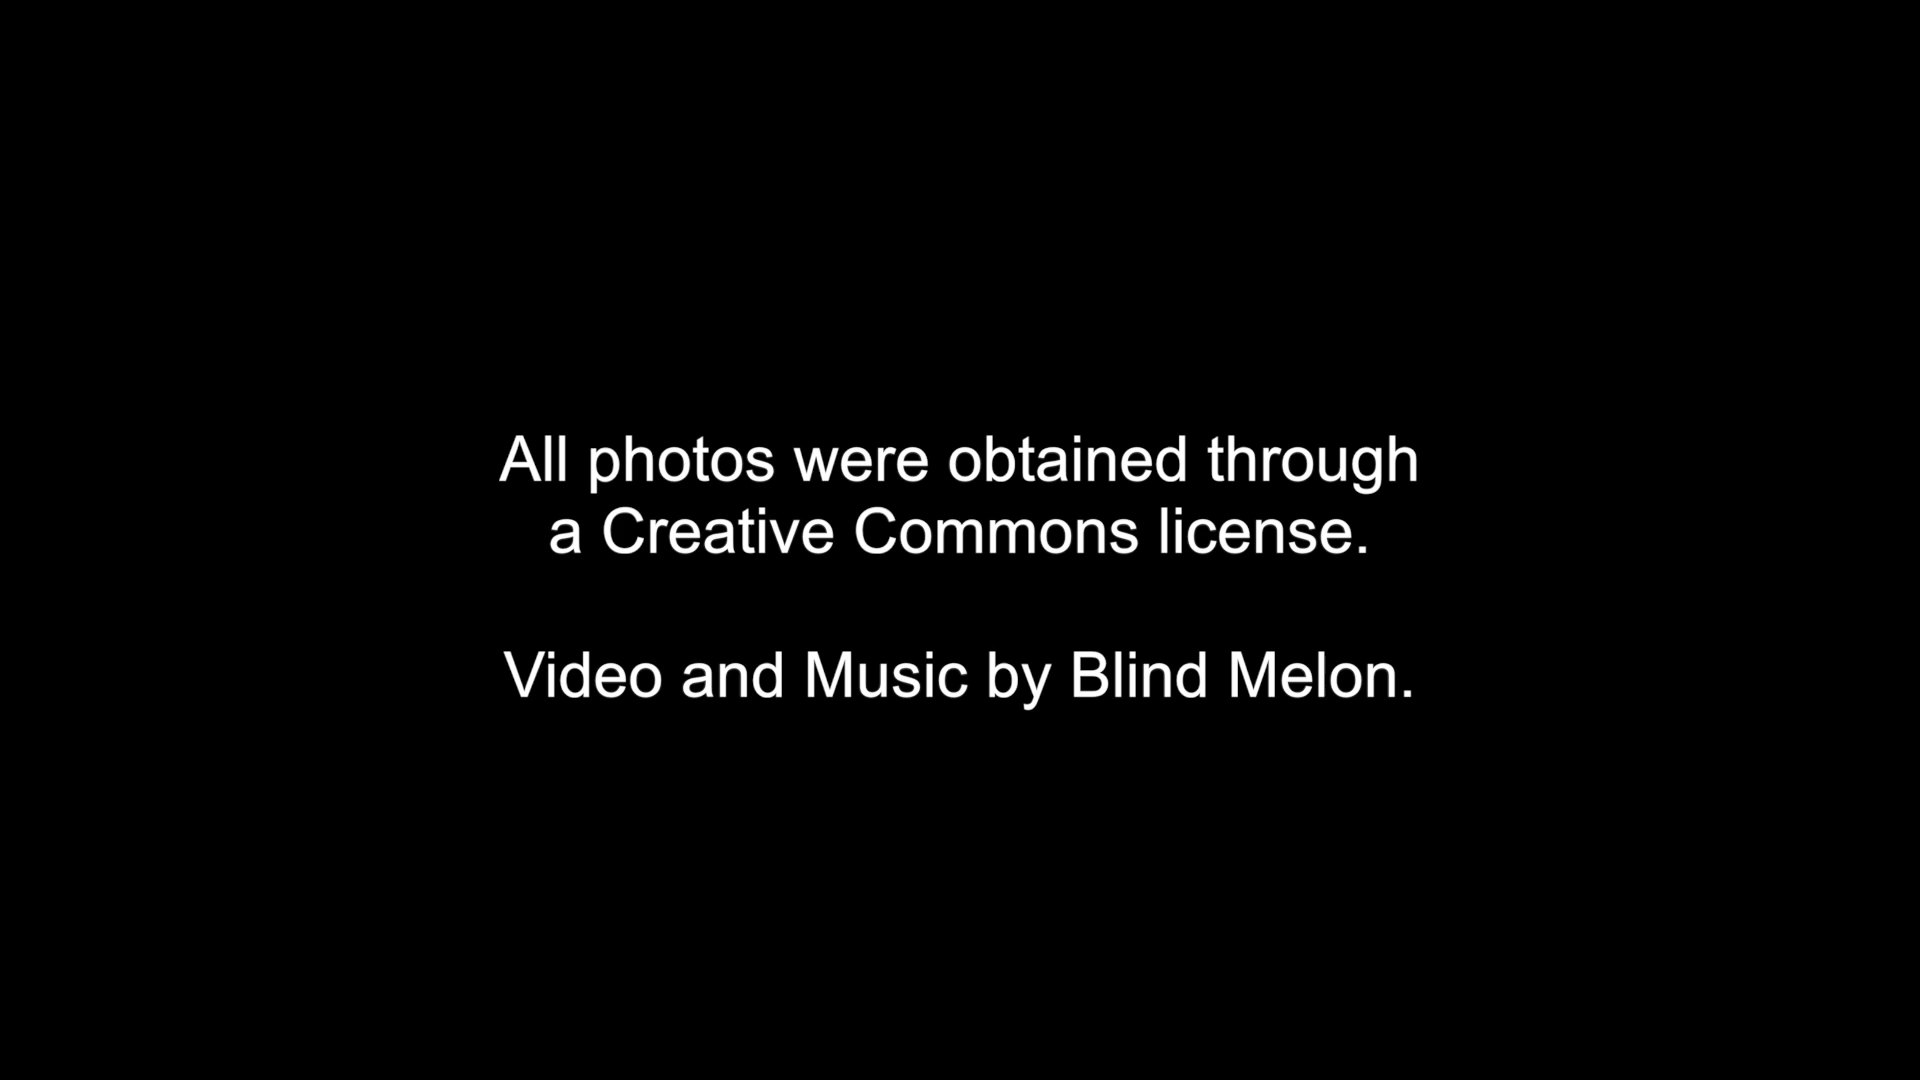 All photos were obtained through
a Creative Commons license.
Video and Music by Blind Melon.